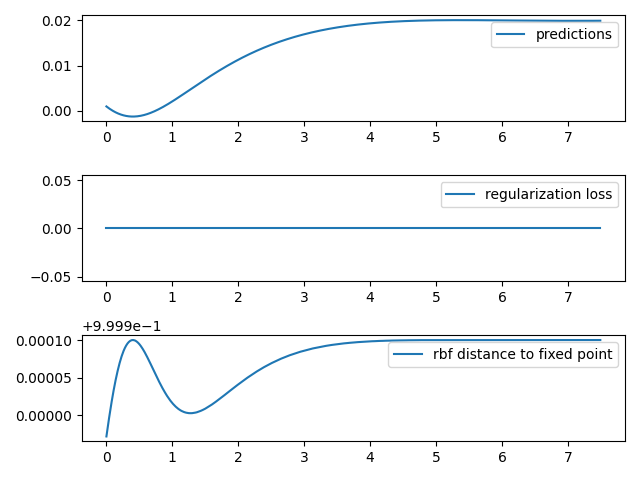 0.02
0.01
0.00
predictions
0 1 2 3 4 5 6 7
0.05
0.00
−0.05
regularization loss
0 1 2 3 4 5 6 7
+9.999e−1
0.00010
0.00005
0.00000
rbf distance to fixed point
0 1 2 3 4 5 6 7